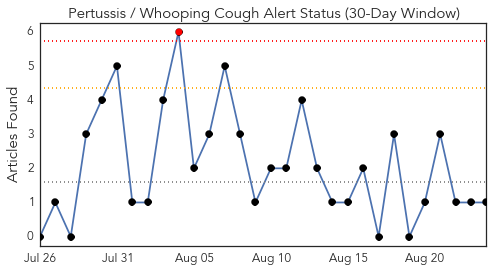 Pertussis / Whooping Cough Alert Status (30-Day Window)
Articles Found
6
5
4
3
2
1
0
Jul 26 Jul 31 Aug 05 Aug 10 Aug 15 Aug 20